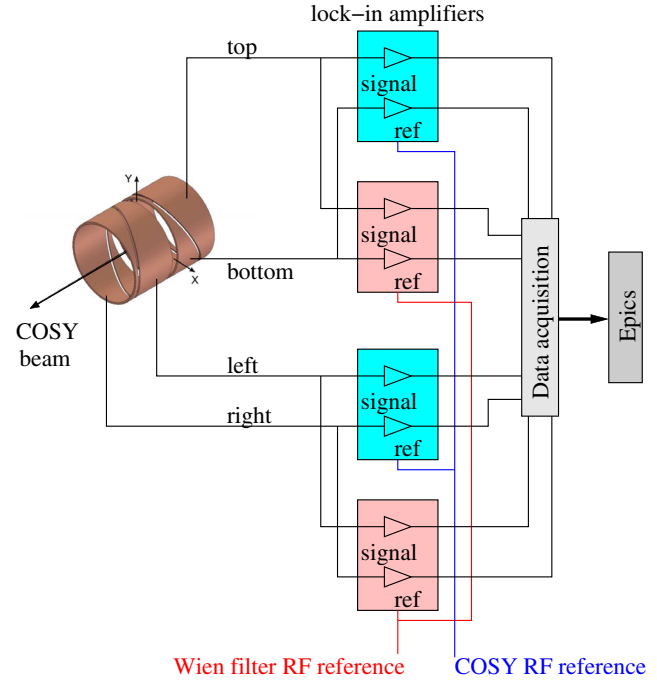 lock−in amplifiers
top
signal
ref
Y
X
signal
ref
bottom
COSY
beam
Data acquisition
Epics
left
signal
right
ref
signal
ref
Wien filter RF reference
COSY RF reference